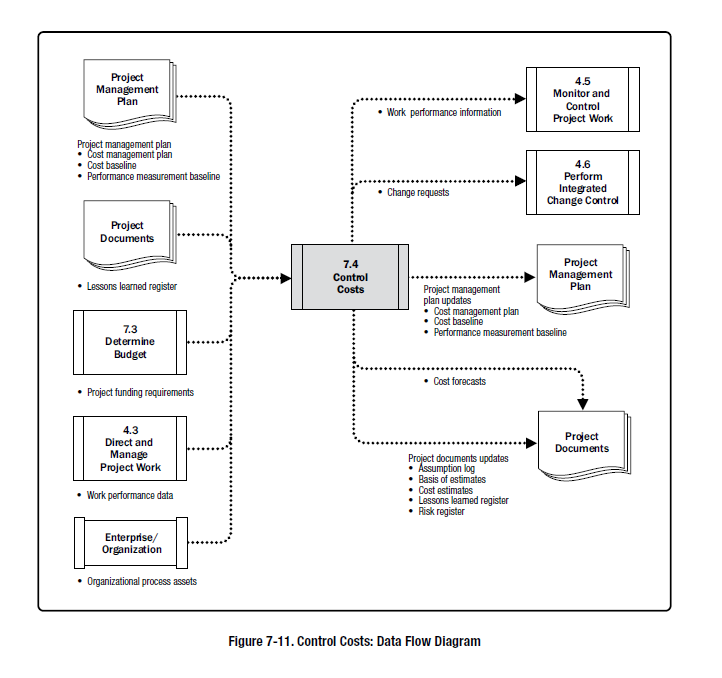 Project
Management
Plan
Project management plan
• Cost management plan
• Cost baseline
• Performance measurement baseline
Project
Documents
• Lessons learned register
7.3
Determine
Budget
• Project funding requirements
4.3
Direct and
Manage
Project Work
• Work performance data
Enterprise/
Organization
• Organizational process assets
7.4
Control
Costs
• Work performance information
4.5
Monitor and
Control
Project Work
• Change requests
4.6
Perform
Integrated
Change Control
Project
Management
Plan
Project management
plan updates
• Cost management plan
• Cost baseline
• Performance measurement baseline
• Cost forecasts
Project
Documents
Project documents updates
• Assumption log
• Basis of estimates
• Cost estimates
• Lessons learned register
• Risk register
Figure 7-11. Control Costs: Data Flow Diagram